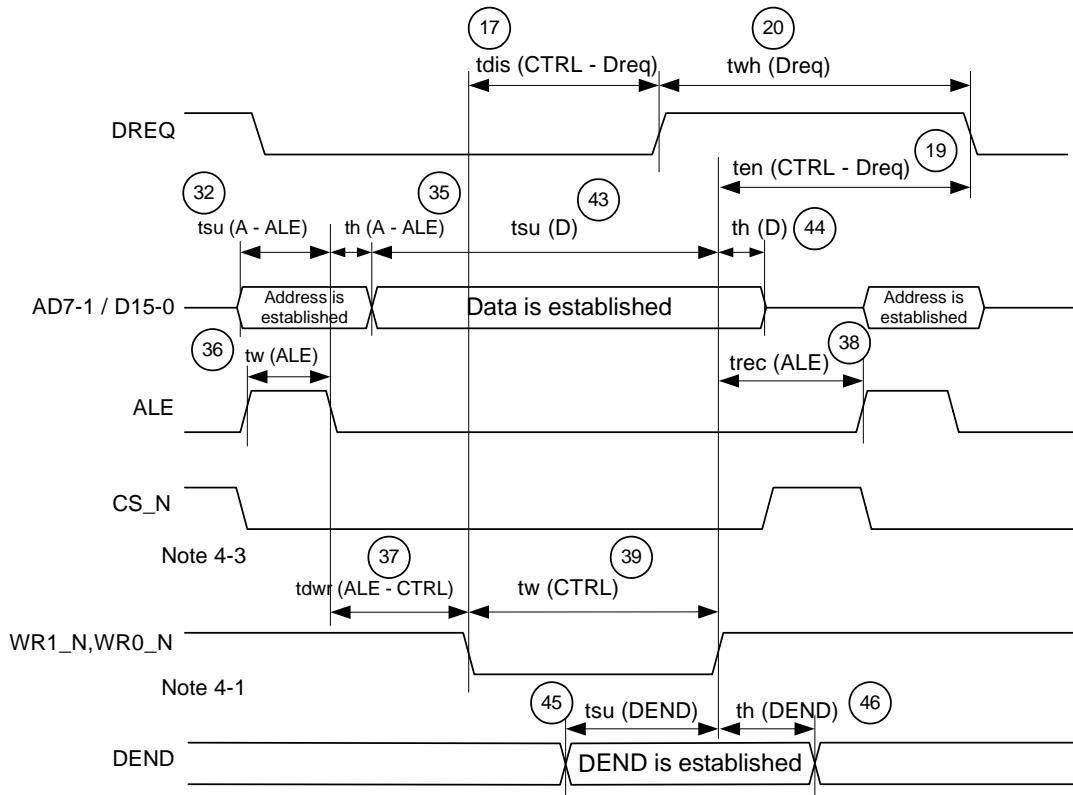 17
20
tdis (CTRL - Dreq)
twh (Dreq)
DREQ
19
ten (CTRL - Dreq)
32
35
43
tsu (A - ALE)
th (A - ALE)
tsu (D)
th (D)
44
AD7-1 / D15-0
Address is
established
Data is established
Address is
established
36
tw (ALE)
trec (ALE)
38
ALE
CS_N
Note 4-3
37
39
tdwr (ALE - CTRL)
tw (CTRL)
WR1_N,WR0_N
Note 4-1
45
tsu (DEND)
th (DEND)
46
DEND
DEND is established